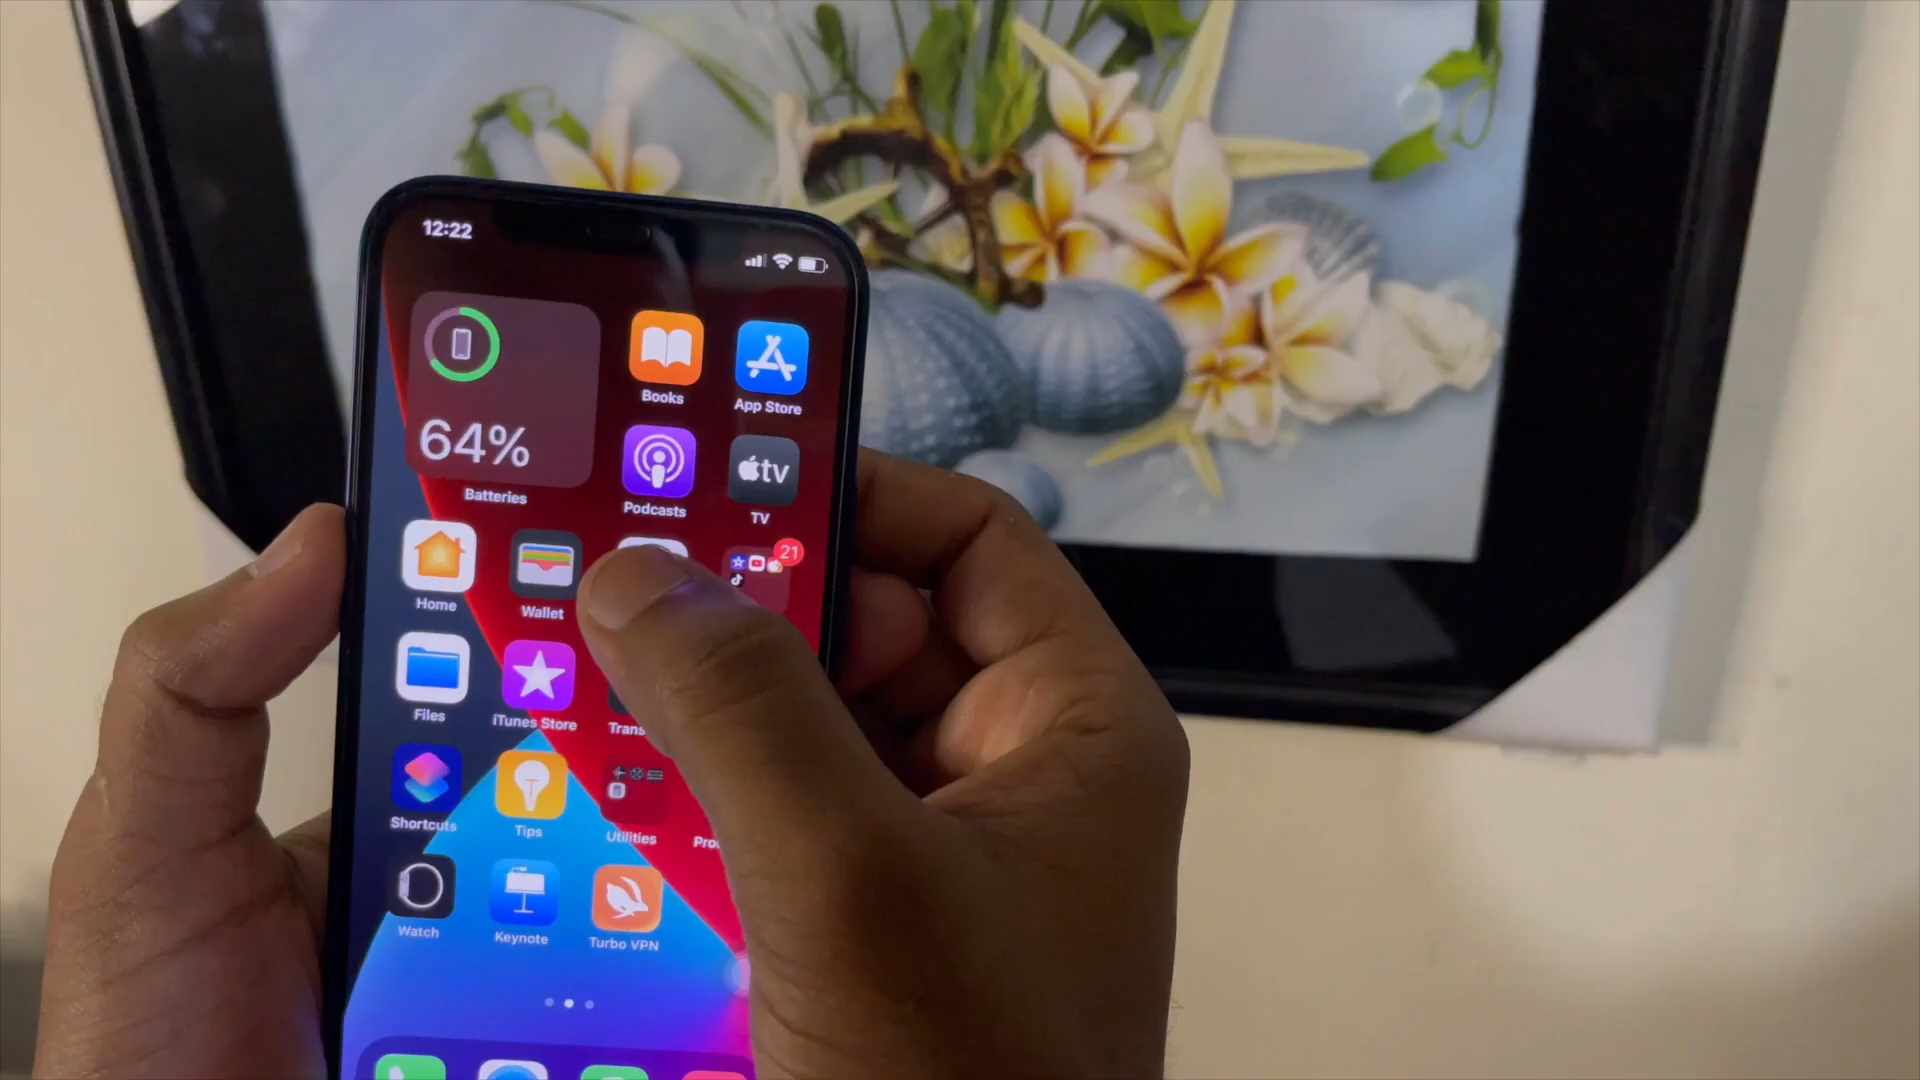 12:22
64%
Batteries
Books
App Store
Podcasts
tv
TV
21
Home
Wallet
Files
iTunes Store
Trans
Shortcuts
Tips
Utilities
Pro
Watch
Keynote
Turbo VPN